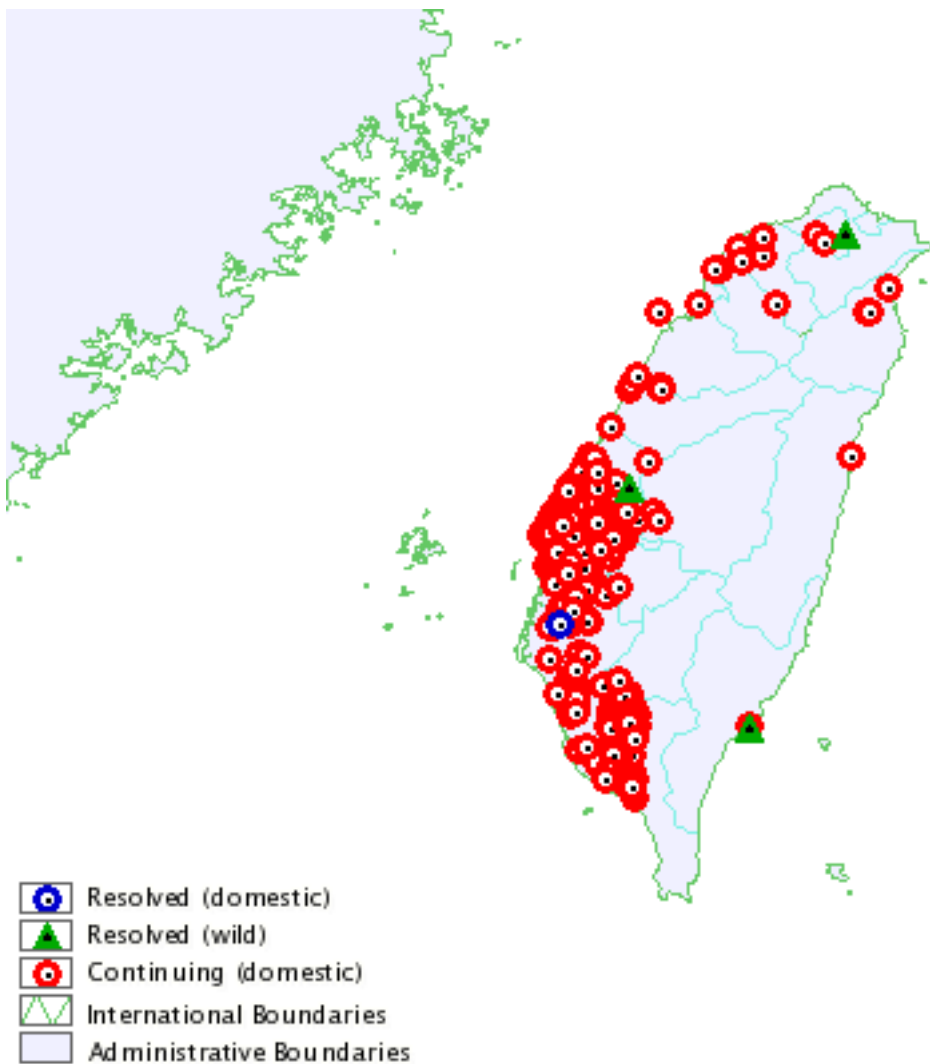 Resolved (domestic)
Resolved (wild)
Continuing (domestic)
International Boundaries
Administrative Boundaries